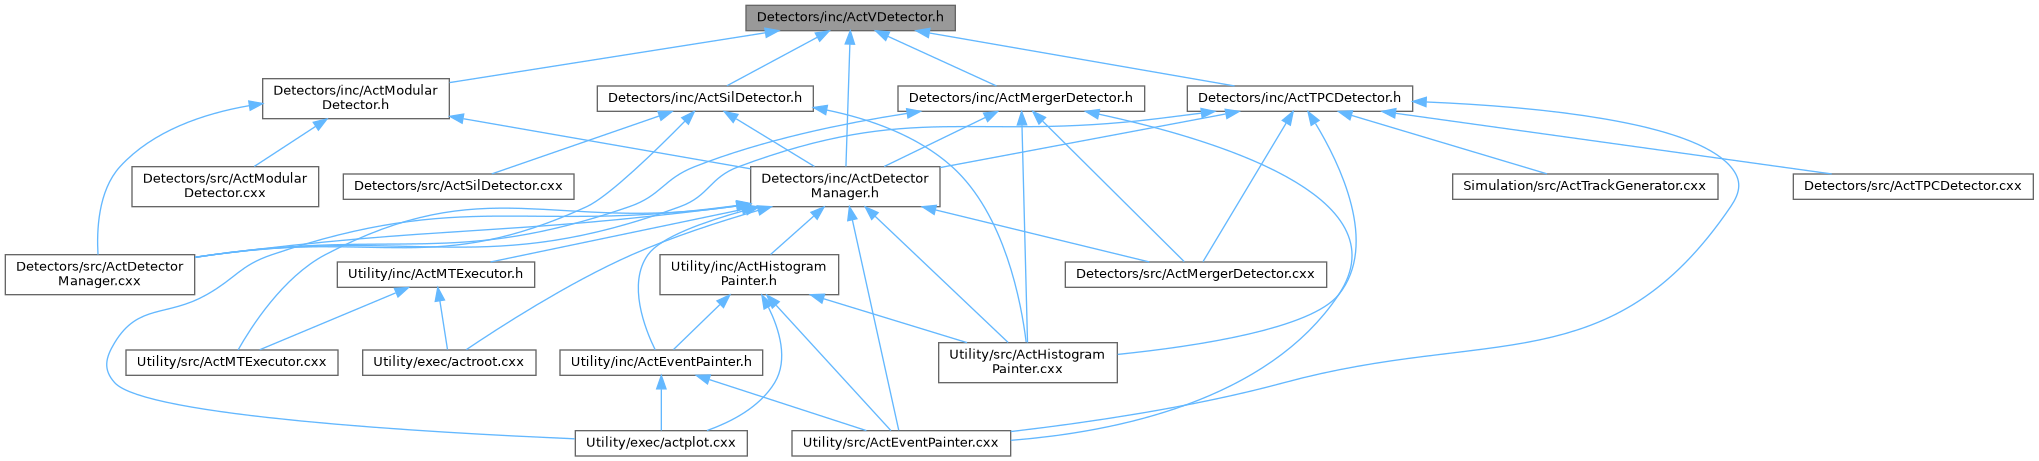 Detectors/inc/ActVDetector.h
Detectors/inc/ActModular
Detector.h
Detectors/inc/ActSilDetector.h
Detectors/inc/ActMergerDetector.h
Detectors/inc/ActTPCDetector.h
Detectors/src/ActModular
Detector.cxx
Detectors/src/ActSilDetector.cxx
Detectors/inc/ActDetector
Manager.h
Simulation/src/ActTrackGenerator.cxx
Detectors/src/ActTPCDetector.cxx
Detectors/src/ActDetector
Manager.cxx
Utility/inc/ActMTExecutor.h
Utility/inc/ActHistogram
Painter.h
Detectors/src/ActMergerDetector.cxx
Utility/src/ActMTExecutor.cxx
Utility/exec/actroot.cxx
Utility/inc/ActEventPainter.h
Utility/src/ActHistogram
Painter.cxx
Utility/exec/actplot.cxx
Utility/src/ActEventPainter.cxx